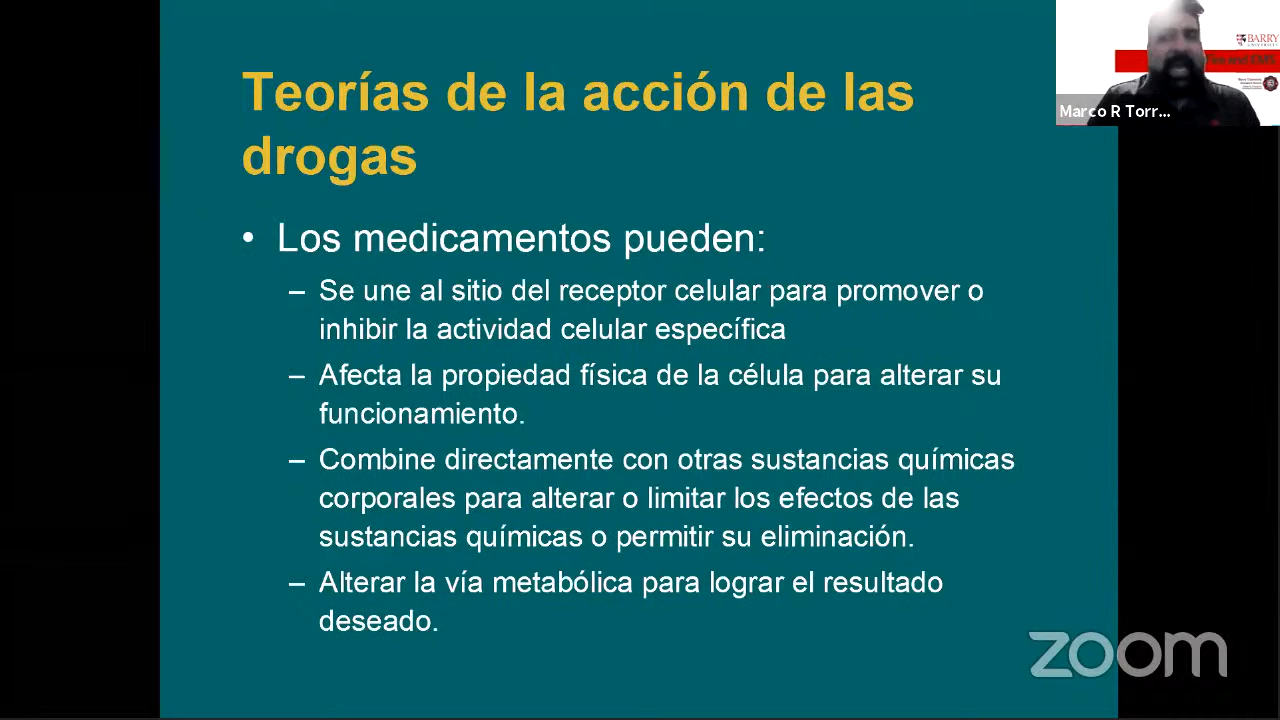 Teorías de la acción de las
drogas
• Los medicamentos pueden:
– Se une al sitio del receptor celular para promover o
inhibir la actividad celular específica
– Afecta la propiedad física de la célula para alterar su
funcionamiento.
– Combine directamente con otras sustancias químicas
corporales para alterar o limitar los efectos de las
sustancias químicas o permitir su eliminación.
– Alterar la vía metabólica para lograr el resultado
deseado.
BARRY
Marco R Torr...
zoom